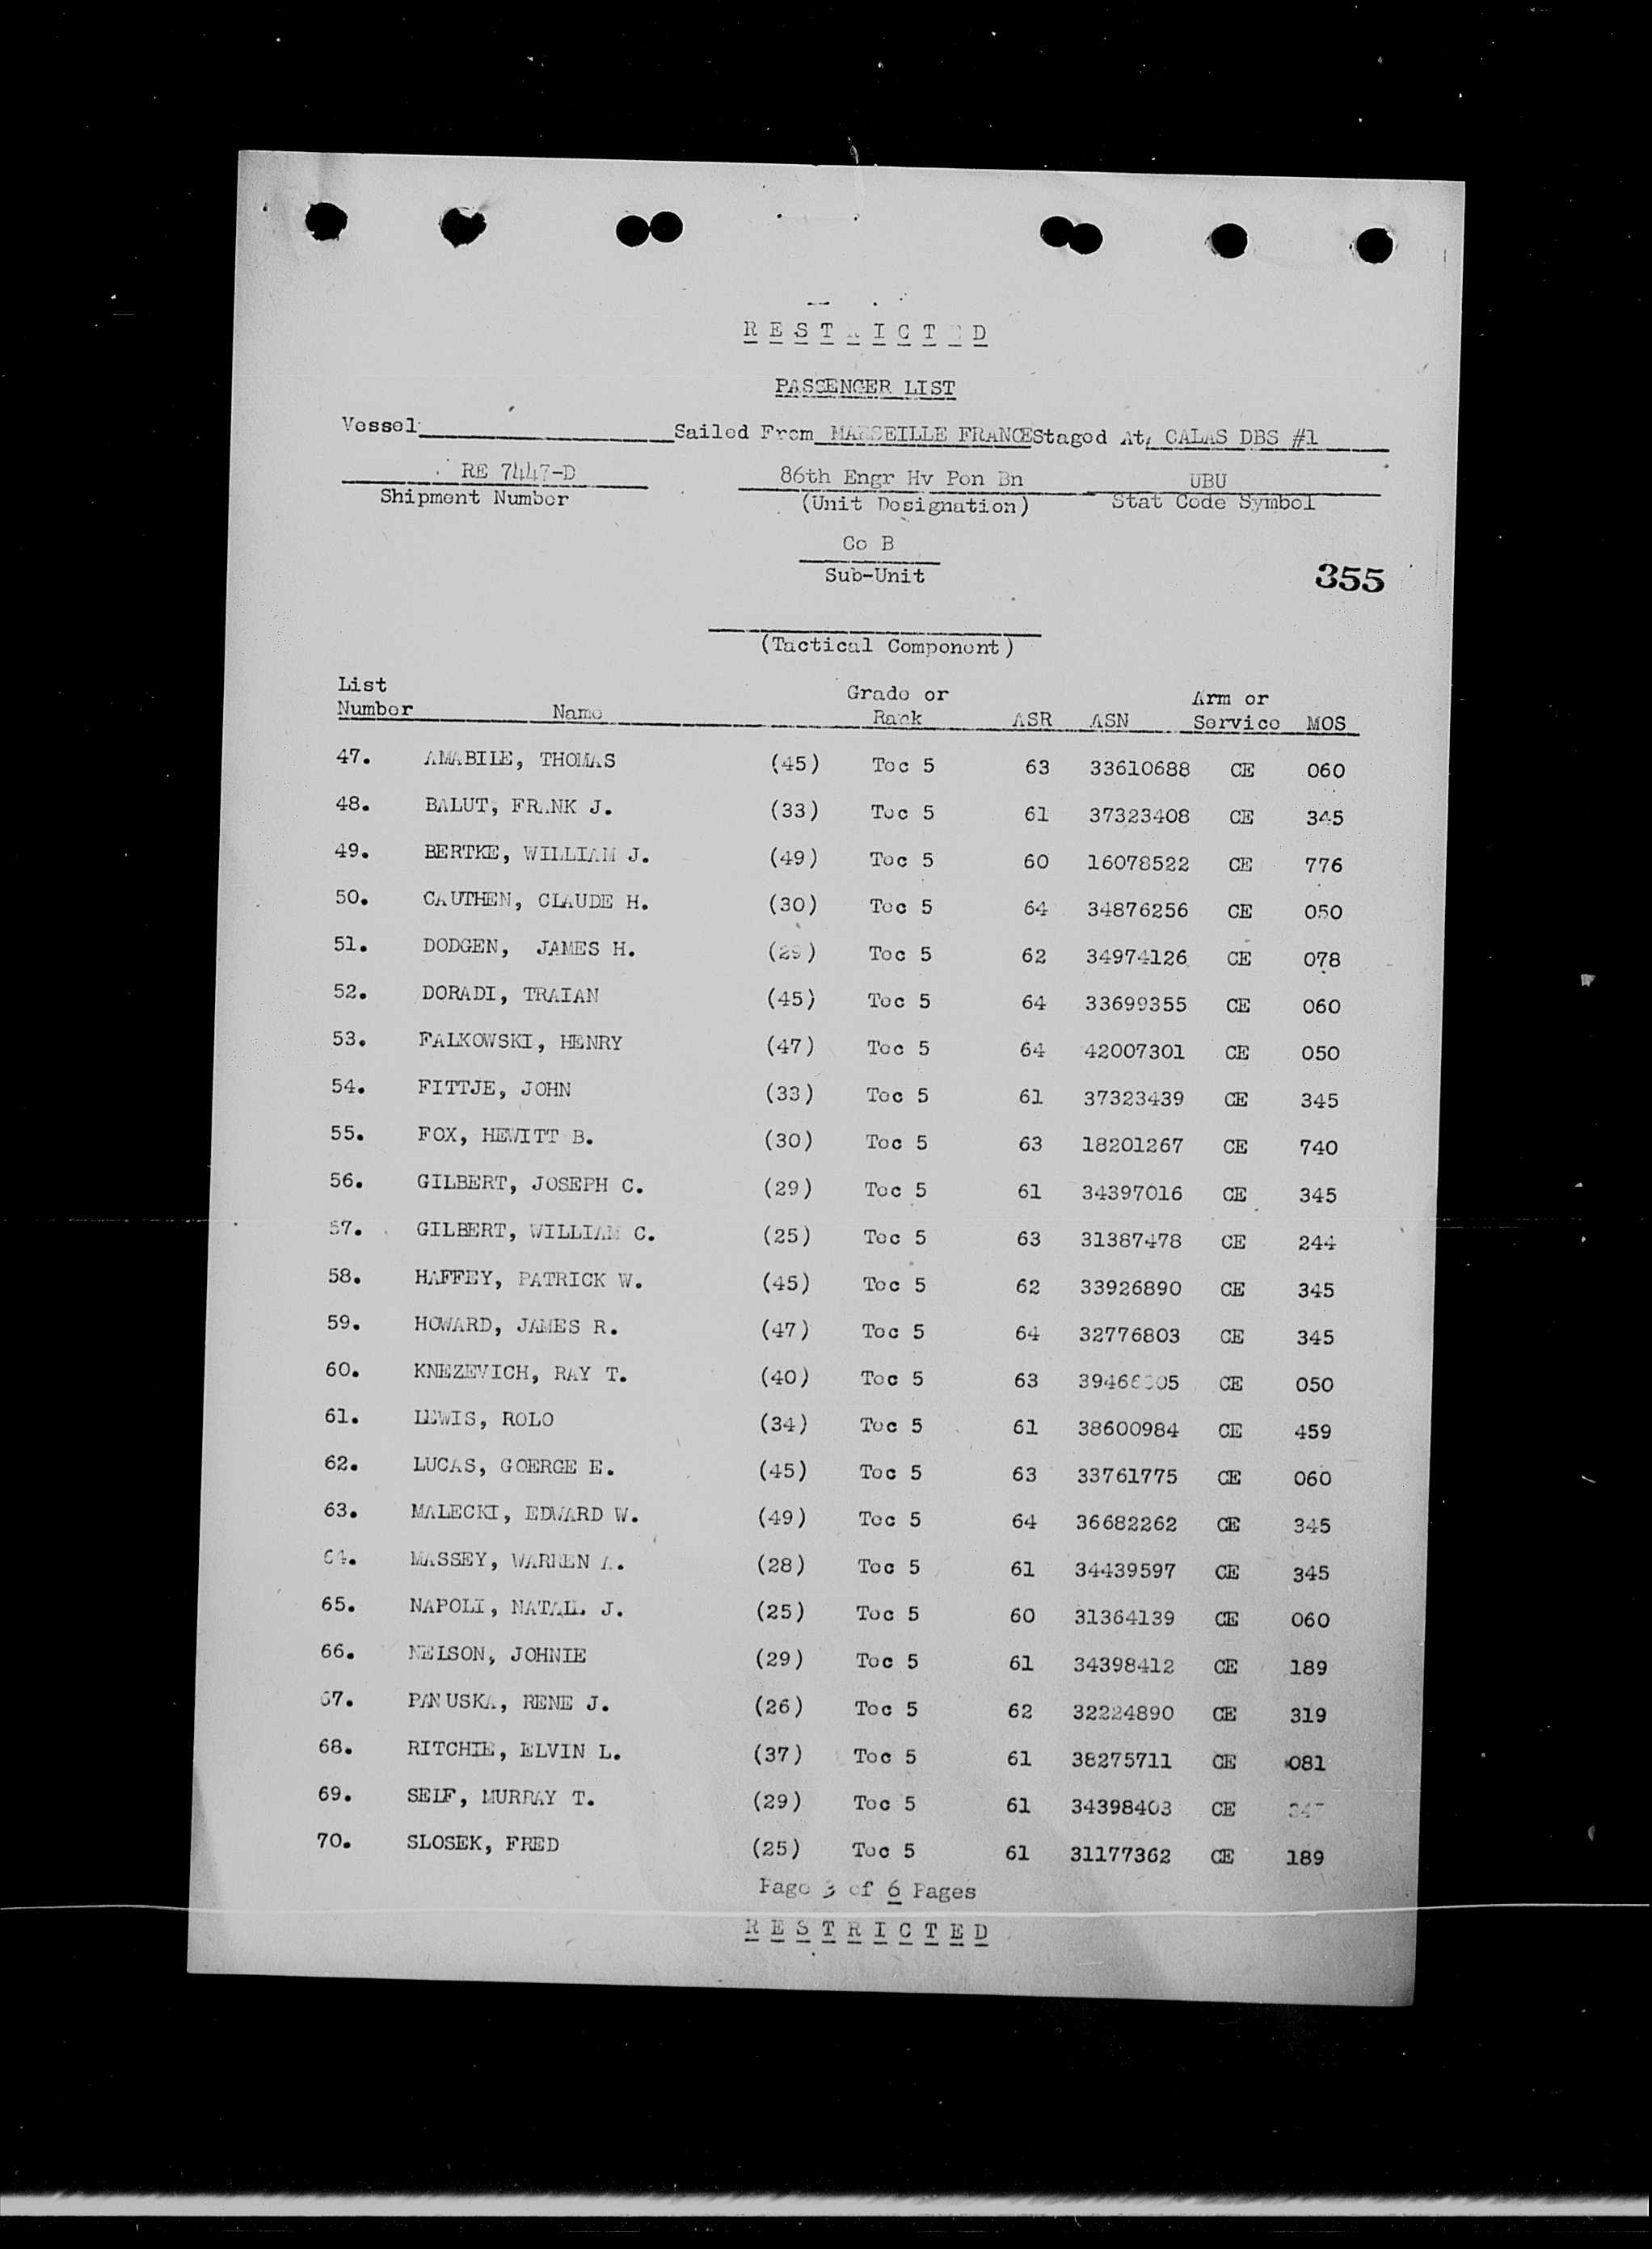 RESTRICTED
PASSENGER LIST
Vessel Sailed From MARSEILLE FRANCE Staged At, CALAS DBS #1
RE 7447-D 86th Engr Hv Pon Bn UBU
Shipment Number (Unit Designation) Stat Code Symbol
Co B
Sub-Unit
355
(Tactical Component)
List Grade or Arm or
Number Name Rank ASR ASN Service MOS
47. AMABILE, THOMAS (45) Tec 5 63 33610688 CE 060
48. BALUT, FRANK J. (33) Tec 5 61 37323408 CE 345
49. BERTKE, WILLIAM J. (49) Tec 5 60 16078522 CE 776
50. CAUTHEN, CLAUDE H. (30) Tec 5 64 34876256 CE 050
51. DODGEN, JAMES H. (29) Tec 5 62 34974126 CE 078
52. DORADI, TRAIAN (45) Tec 5 64 33699355 CE 060
53. FALKOWSKI, HENRY (47) Tec 5 64 42007301 CE 050
54. FITTJE, JOHN (33) Tec 5 61 37323439 CE 345
55. FOX, HEWITT B. (30) Tec 5 63 18201267 CE 740
56. GILBERT, JOSEPH C. (29) Tec 5 61 34397016 CE 345
57. GILBERT, WILLIAM C. (25) Tec 5 63 31387478 CE 244
58. HAFFEY, PATRICK W. (45) Tec 5 62 33926890 CE 345
59. HOWARD, JAMES R. (47) Tec 5 64 32776803 CE 345
60. KNEZEVICH, RAY T. (40) Tec 5 63 CE 050
61. LEWIS, ROLO (34) Tec 5 61 38600984 CE 459
62. LUCAS, GOERGE E. (45) Tec 5 63 33761775 CE 060
63. MALECKI, EDWARD W. (49) Tec 5 64 36682262 CE 345
64. MASSEY, WARREN A. (28) Tec 5 61 34439597 CE 345
65. NAPOLI, J. (25) Tec 5 60 31364139 CE 060
66. NELSON, JOHNIE (29) Tec 5 61 34398412 CE 189
67. PANUSKA, RENE J. (26) Tec 5 62 32224890 CE 319
68. RITCHIE, ELVIN L. (37) Tec 5 61 38275711 CE 081
69. SELF, MURRAY T. (29) Tec 5 61 34398403 CE
70. SLOSEK, FRED (25) Tec 5 61 31177362 CE 189
Page 3 of 6 Pages
RESTRICTED